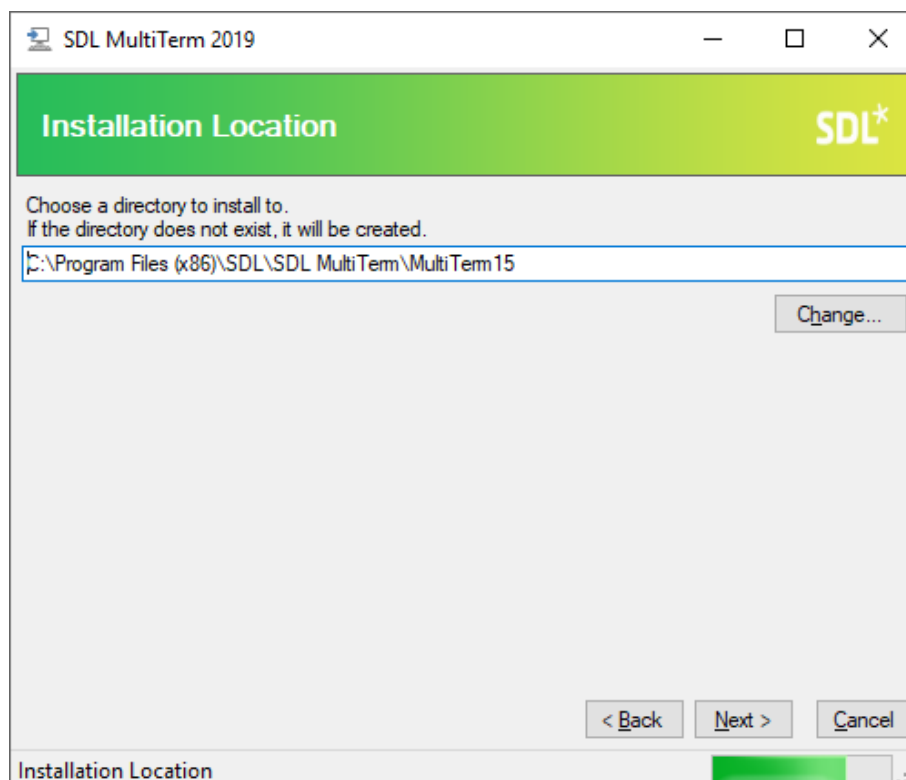 SDL MultiTerm 2019
Installation Location
SDL*
Choose a directory to install to.
If the directory does not exist, it will be created.
C:\Program Files (x86)\SDL\SDL MultiTerm\MultiTerm15
Change...
< Back
Next >
Cancel
Installation Location